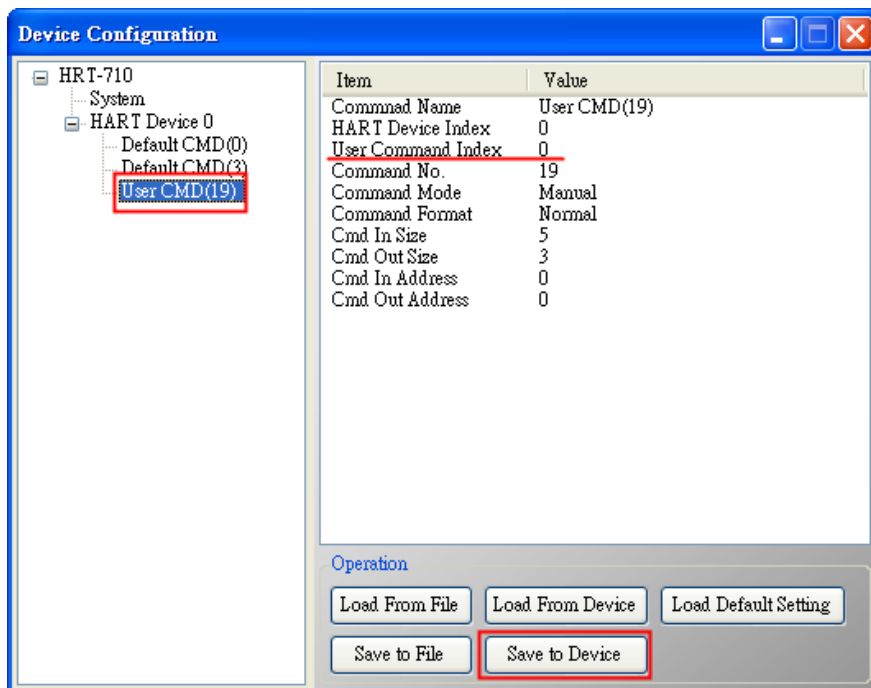 Device Configuration
HRT-710
System
HART Device 0
Default CMD(0)
Default CMD(3)
User CMD(19)
Item Value
Commnad Name User CMD(19)
HART Device Index 0
User Command Index 0
Command No. 19
Command Mode Manual
Command Format Normal
Cmd In Size 5
Cmd Out Size 3
Cmd In Address 0
Cmd Out Address 0
Operation
Load From File Load From Device Load Default Setting
Save to File Save to Device